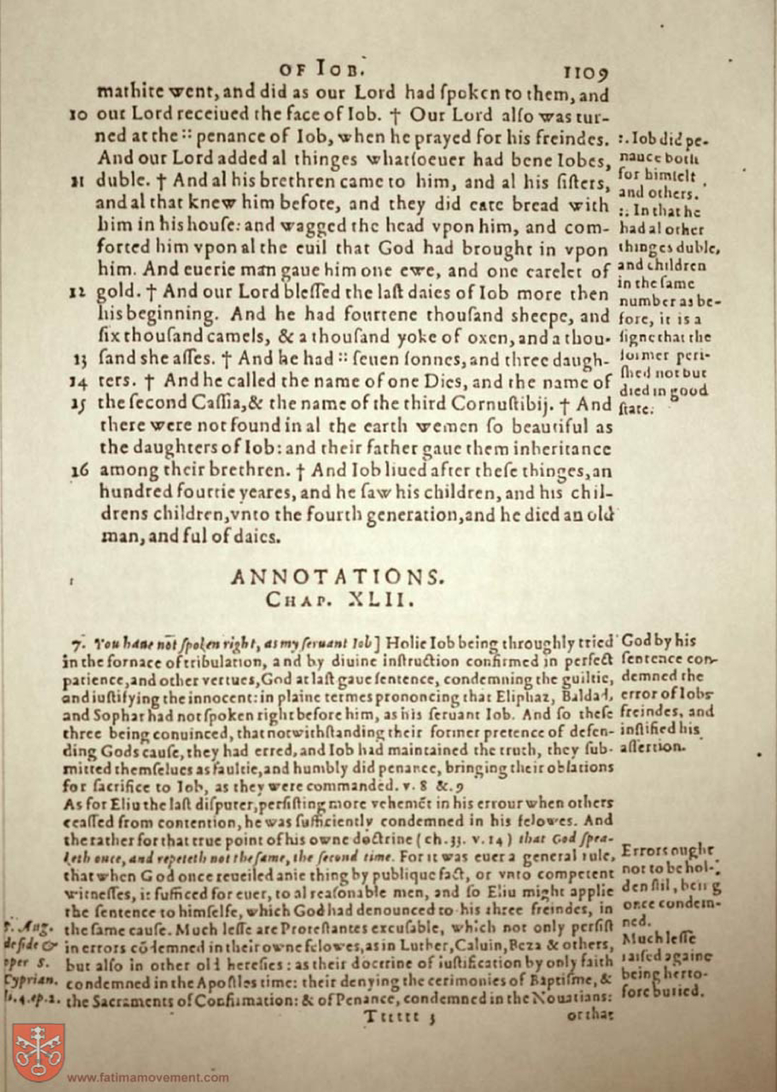 OF IOB. 1109
mathite went, and did as our Lord had ſpoken to them, and
10 our Lord receiued the face of Iob. † Our Lord alſo was tur-
ned at the :: penance of Iob, when he prayed for his freindes.
And our Lord added al thinges whatſoeuer had bene Iobes,
11 duble. † And al his brethren came to him, and al his ſiſters,
and al that knew him before, and they did eate bread with
him in his houſe: and wagged the head vpon him, and com-
forted him vpon al the euil that God had brought in vpon
him. And euerie man gaue him one ewe, and one earelet of
12 gold. † And our Lord bleſſed the laſt daies of Iob more then
his beginning. And he had fourtene thouſand sheepe, and
ſix thouſand camels, & a thouſand yoke of oxen, and a thou-
13 ſand she aſſes. † And he had :: ſeuen ſonnes, and three daugh-
14 ters. † And he called the name of one Dies, and the name of
15 the ſecond Caſſia, & the name of the third Cornuſtibij. † And
there were not found in al the earth wemen ſo beautiful as
the daughters of Iob: and their father gaue them inheritance
16 among their brethren. † And Iob liued after theſe thinges, an
hundred fourtie yeares, and he ſaw his children, and his chil-
drens children, vnto the fourth generation, and he died an old
man, and ful of daies.
:: Iob did pe-
nance both
for himſelf
and others.
:: In that he
had al other
thinges duble,
and children
in the ſame
number as be-
fore, it is a
ſigne that the
former peri-
ſhed not but
died in good
ſtate.
ANNOTATIONS.
CHAP. XLII.
7. You haue nōt ſpoken right, as my ſeruant Iob] Holie Iob being throughly tried
in the fornace of tribulation, and by diuine inſtruction confirmed in perfect
patience, and other vertues, God at laſt gaue ſentence, condemning the guiltie,
and iuſtifying the innocent: in plaine termes prononcing that Eliphaz, Baldad,
and Sophar had not ſpoken right before him, as his ſeruant Iob. And ſo theſe
three being conuinced, that notwithſtanding their former pretence of defen-
ding Gods cauſe, they had erred, and Iob had maintained the truth, they ſub-
mitted themſelues as faultie, and humbly did penance, bringing their oblations
for ſacrifice to Iob, as they were commanded. v. 8 &. 9
As for Eliu the laſt diſputer, perſiſting more vehemēt in his errour when others
ceaſſed from contention, he was ſufficiently condemned in his felowes. And
the rather for that true point of his owne doctrine (ch. 33. v. 14) that God ſpea-
keth once, and repeteth not the ſame, the ſecond time. For it was euer a general rule,
that when God once reueiled anie thing by publique fact, or vnto competent
witneſſes, it ſufficed for euer, to al reaſonable men, and ſo Eliu might applie
the ſentence to himſelfe, which God had denounced to his three freindes, in
the ſame cauſe. Much leſſe are Proteſtantes excuſable, which not only perſiſt
in errors cōdemned in their owne felowes, as in Luther, Caluin, Beza & others,
but alſo in other old hereſies: as their doctrine of iuſtification by only faith
condemned in the Apoſtles time: their denying the cerimonies of Baptiſme, &
the Sacraments of Confirmation: & of Penance, condemned in the Nouatians:
God by his
ſentence con-
demned the
error of Iobs
freindes, and
iuſtified his
aſſertion.
Errors ought
not to be hol-
den ſtil, being
once condem-
ned.
Much leſſe
raiſed againe
being herto-
fore buried.
S. Aug.
de fide &
oper
Cyprian.
li. 4. ep. 2.
Tttttt 3 or that
www.fatimamovement.com